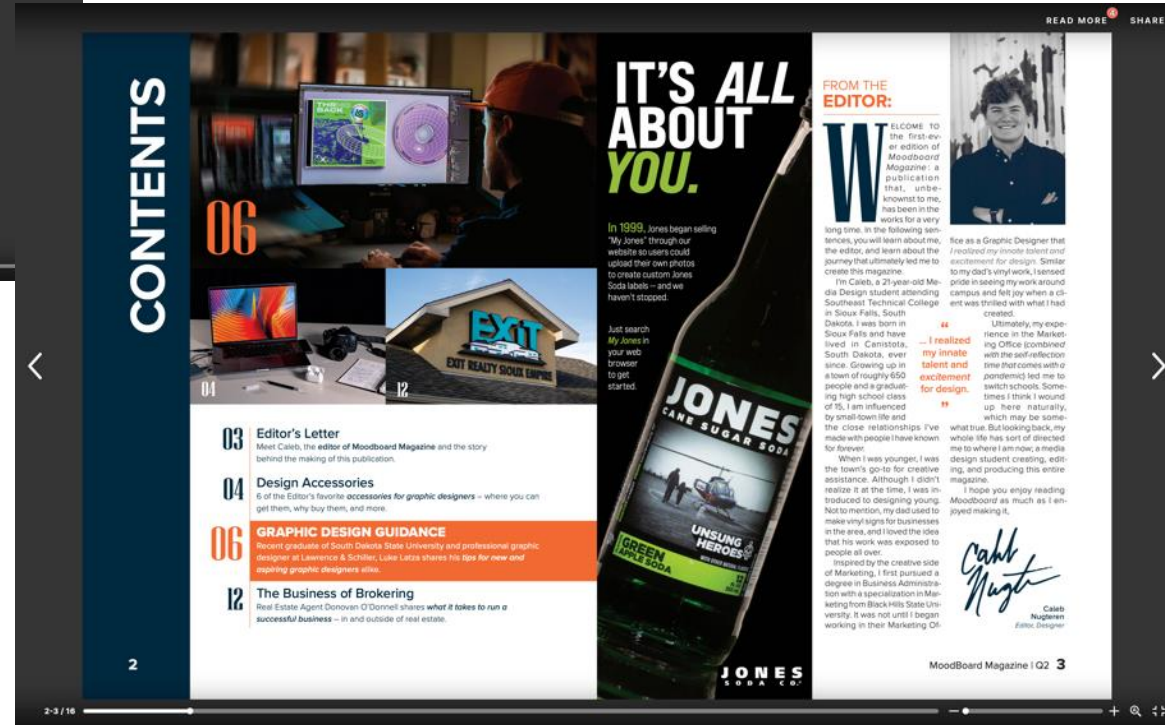 READ MORE
SHARE
CONTENTS
06
04
12
EXiT
EXIT REALTY SIOUX EMPIRE
03 Editor's Letter
Meet Caleb, the editor of Moodboard Magazine and the story
behind the making of this publication.
04 Design Accessories
6 of the Editor's favorite accessories for graphic designers – where you can
get them, why buy them, and more.
06 GRAPHIC DESIGN GUIDANCE
Recent graduate of South Dakota State University and professional graphic
designer at Lawrence & Schiller, Luke Latza shares his tips for new and
aspiring graphic designers alike.
12 The Business of Brokering
Real Estate Agent Donovan O'Donnell shares what it takes to run a
successful business – in and outside of real estate.
2
IT'S ALL
ABOUT
YOU.
In 1999, Jones began selling
"My Jones" through our
website so users could
upload their own photos
to create custom Jones
Soda labels – and we
haven't stopped.
Just search
My Jones in
your web
browser
to get
started.
JONES
CANE SUGAR SODA
UNSUNG
HEROES
GREEN
APPLE SODA
JONES
SODA CO.
FROM THE
EDITOR:
WELCOME TO
the first-ev-
er edition of
Moodboard
Magazine: a
publication
that, unbe-
knownst to me,
has been in the
works for a very
long time. In the following sen-
tences, you will learn about me,
the editor, and learn about the
journey that ultimately led me to
create this magazine.
I'm Caleb, a 21-year-old Me-
dia Design student attending
Southeast Technical College
in Sioux Falls, South
Dakota. I was born in
Sioux Falls and have
lived in Canistota,
South Dakota, ever
since. Growing up in
a town of roughly 650
people and a graduat-
ing high school class
of 15, I am influenced
by small-town life and
the close relationships I've
made with people I have known
for forever.
When I was younger, I was
the town's go-to for creative
assistance. Although I didn't
realize it at the time, I was in-
troduced to designing young.
Not to mention, my dad used to
make vinyl signs for businesses
in the area, and I loved the idea
that his work was exposed to
people all over.
Inspired by the creative side
of Marketing, I first pursued a
degree in Business Administra-
tion with a specialization in Mar-
keting from Black Hills State Uni-
versity. It was not until I began
working in their Marketing Of-
fice as a Graphic Designer that
I realized my innate talent and
excitement for design. Similar
to my dad's vinyl work, I sensed
pride in seeing my work around
campus and felt joy when a cli-
ent was thrilled with what I had
created.
Ultimately, my expe-
rience in the Market-
ing Office (combined
with the self-reflection
time that comes with a
pandemic) led me to
switch schools. Some-
times I think I wound
up here naturally,
which may be some-
what true. But looking back, my
whole life has sort of directed
me to where I am now; a media
design student creating, edit-
ing, and producing this entire
magazine.
I hope you enjoy reading
Moodboard as much as I en-
joyed making it,
“
... I realized
my innate
talent and
excitement
for design.
”
Caleb
Nugteren
Editor, Designer
MoodBoard Magazine | Q2 3
2-3 / 16